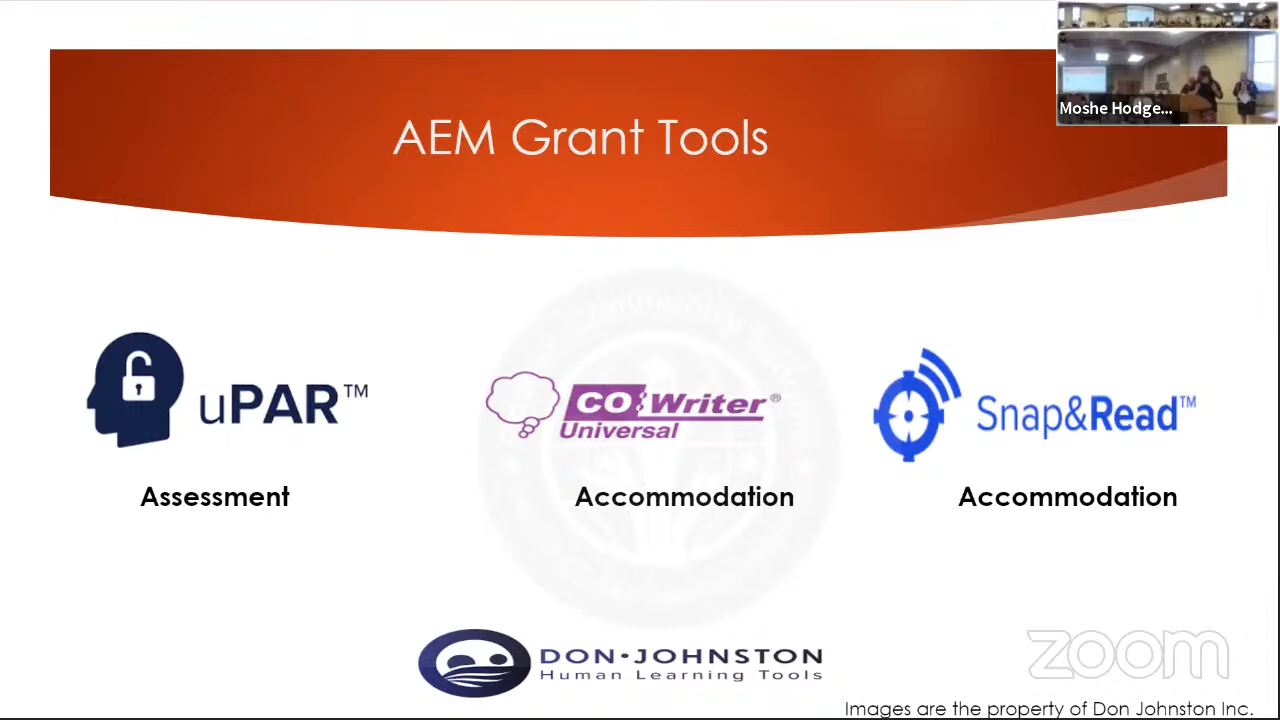 Moshe Hodge...
AEM Grant Tools
uPAR™
CO:Writer®
Universal
Snap&Read™
Assessment
Accommodation
Accommodation
DON•JOHNSTON
Human Learning Tools
zoom
Images are the property of Don Johnston Inc.